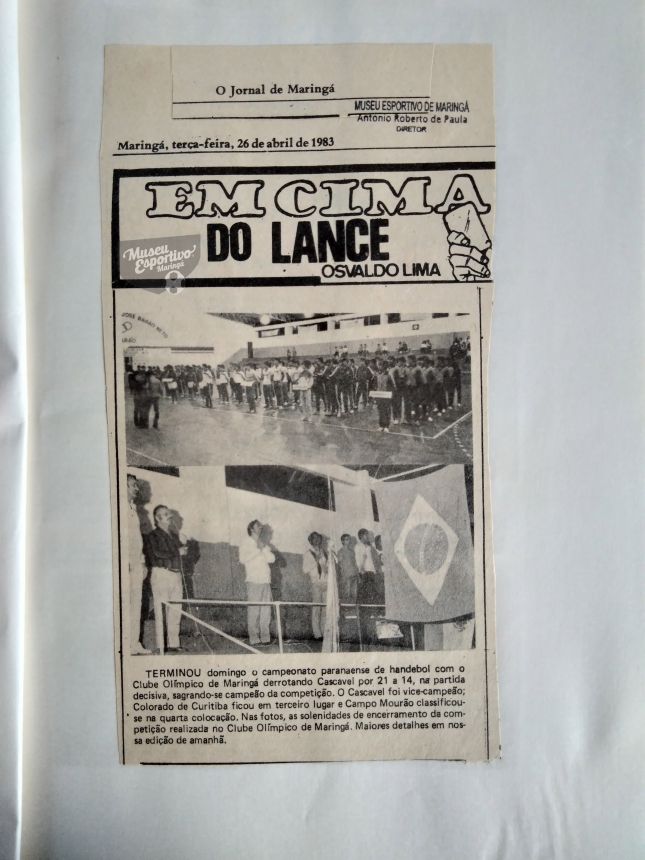 O Jornal de Maringá
MUSEU ESPORTIVO DE MARINGÁ
Antonio Roberto de Paula
DIRETOR
Maringá, terça-feira, 26 de abril de 1983
EM CIMA
DO LANCE
Museu
Esportivo
Maringá
OSVALDO LIMA
JOSÉ BARÃO NETO
TERMINOU domingo o campeonato paranaense de handebol com o
Clube Olímpico de Maringá derrotando Cascavel por 21 a 14, na partida
decisiva, sagrando-se campeão da competição. O Cascavel foi vice-campeão;
Colorado de Curitiba ficou em terceiro lugar e Campo Mourão classificou-
se na quarta colocação. Nas fotos, as solenidades de encerramento da com-
petição realizada no Clube Olímpico de Maringá. Maiores detalhes em nos-
sa edição de amanhã.